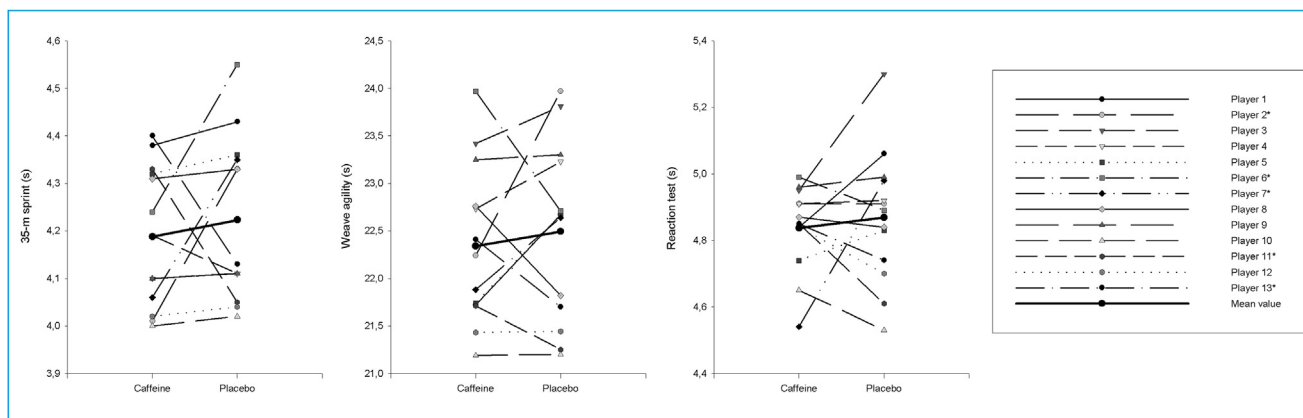 35-m sprint (s)
4,6
4,5
4,4
4,3
4,2
4,1
4,0
3,9
Caffeine
Placebo
Weave agility (s)
24,5
24,0
23,5
23,0
22,5
22,0
21,5
21,0
Caffeine
Placebo
Reaction test (s)
5,4
5,2
5,0
4,8
4,6
4,4
Caffeine
Placebo
Player 1
Player 2*
Player 3
Player 4
Player 5
Player 6*
Player 7*
Player 8
Player 9
Player 10
Player 11*
Player 12
Player 13*
Mean value